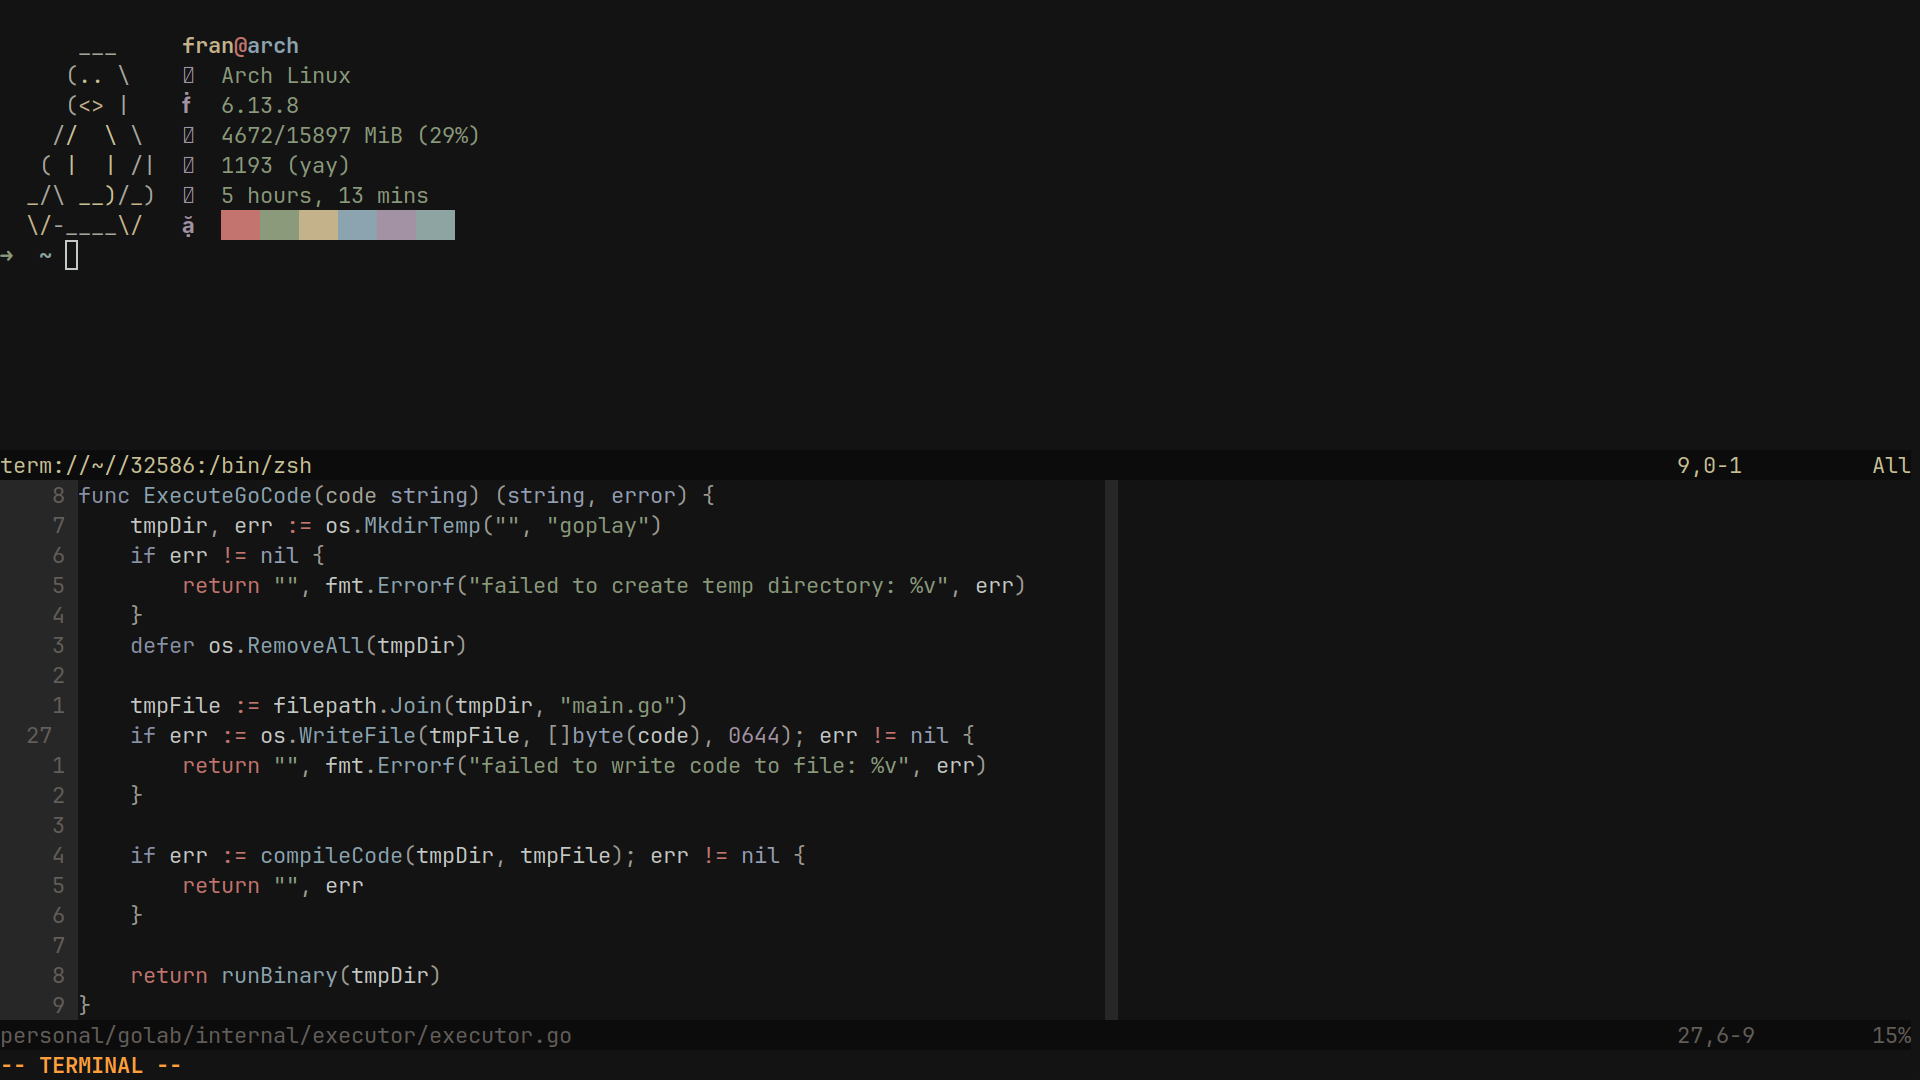 ___     fran@arch
    (.. \       Arch Linux
    (<> |    ḟ  6.13.8
   //  \ \      4672/15897 MiB (29%)
  ( |  | /|     1193 (yay)
 _/\ __)/_)     5 hours, 13 mins
 \/-____\/   ặ
➜  ~
term://~//32586:/bin/zsh 9,0-1 All
8 func ExecuteGoCode(code string) (string, error) {
7     tmpDir, err := os.MkdirTemp("", "goplay")
6     if err != nil {
5         return "", fmt.Errorf("failed to create temp directory: %v", err)
4     }
3     defer os.RemoveAll(tmpDir)
2
1     tmpFile := filepath.Join(tmpDir, "main.go")
27     if err := os.WriteFile(tmpFile, []byte(code), 0644); err != nil {
1         return "", fmt.Errorf("failed to write code to file: %v", err)
2     }
3
4     if err := compileCode(tmpDir, tmpFile); err != nil {
5         return "", err
6     }
7
8     return runBinary(tmpDir)
9 }
personal/golab/internal/executor/executor.go 27,6-9 15%
-- TERMINAL --